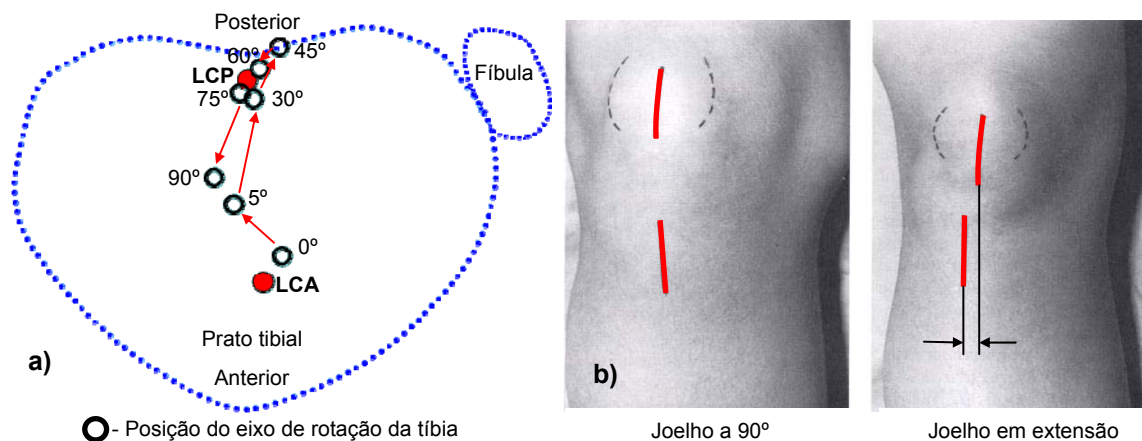 Posterior
60º
45º
LCP
75º
30º
Fíbula
90º
5º
0º
LCA
Prato tibial
a)
Anterior
- Posição do eixo de rotação da tíbia
b)
Joelho a 90º
Joelho em extensão